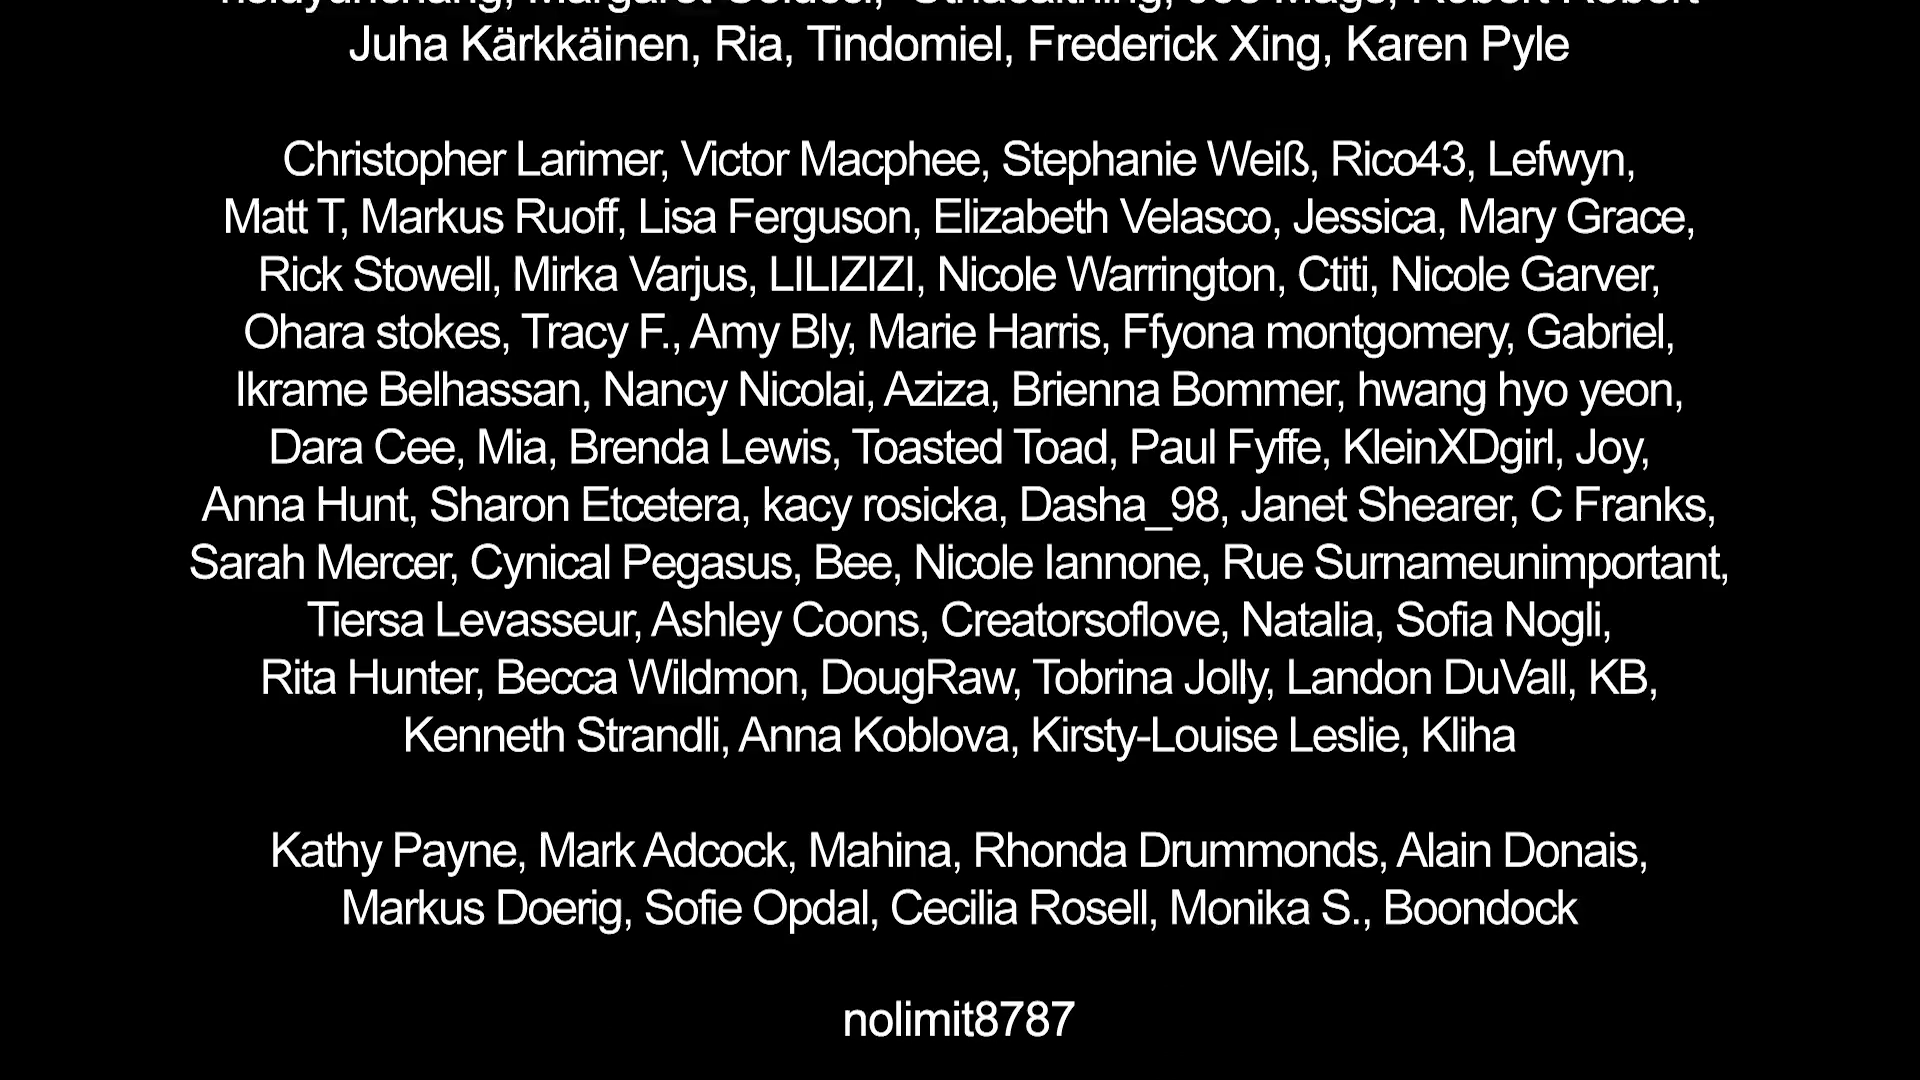 Juha Kärkkäinen, Ria, Tindomiel, Frederick Xing, Karen Pyle
Christopher Larimer, Victor Macphee, Stephanie Weiß, Rico43, Lefwyn,
Matt T, Markus Ruoff, Lisa Ferguson, Elizabeth Velasco, Jessica, Mary Grace,
Rick Stowell, Mirka Varjus, LILIZIZI, Nicole Warrington, Ctiti, Nicole Garver,
Ohara stokes, Tracy F., Amy Bly, Marie Harris, Ffyona montgomery, Gabriel,
Ikrame Belhassan, Nancy Nicolai, Aziza, Brienna Bommer, hwang hyo yeon,
Dara Cee, Mia, Brenda Lewis, Toasted Toad, Paul Fyffe, KleinXDgirl, Joy,
Anna Hunt, Sharon Etcetera, kacy rosicka, Dasha_98, Janet Shearer, C Franks,
Sarah Mercer, Cynical Pegasus, Bee, Nicole Iannone, Rue Surnameunimportant,
Tiersa Levasseur, Ashley Coons, Creatorsoflove, Natalia, Sofia Nogli,
Rita Hunter, Becca Wildmon, DougRaw, Tobrina Jolly, Landon DuVall, KB,
Kenneth Strandli, Anna Koblova, Kirsty-Louise Leslie, Kliha
Kathy Payne, Mark Adcock, Mahina, Rhonda Drummonds, Alain Donais,
Markus Doerig, Sofie Opdal, Cecilia Rosell, Monika S., Boondock
nolimit8787